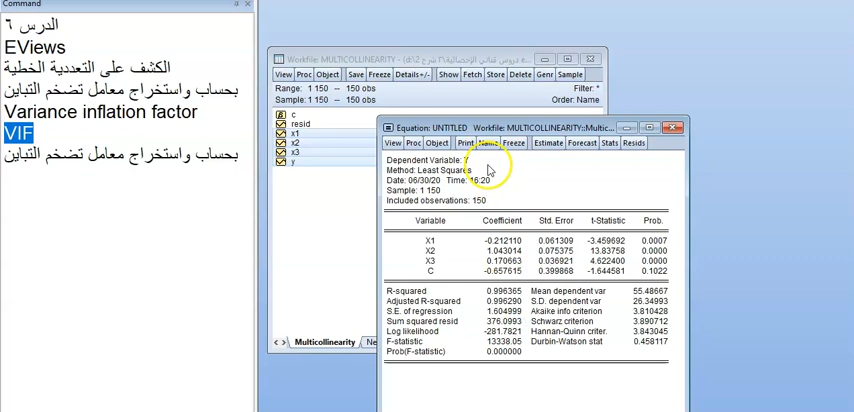 Command
الدرس ٦
EViews
الكشف على التعددية الخطية
بحساب واستخراج معامل تضخم التباين
Variance inflation factor
VIF
بحساب واستخراج معامل تضخم التباين
Workfile: MULTICOLLINEARITY - (d:\2
View Proc Object Save Freeze Details+/- Show Fetch Store Delete Genr Sample
Range: 1 150 -- 150 obs Filter: *
Sample: 1 150 -- 150 obs Order: Name
c
resid
x1
x2
x3
y
Multicollinearity
Equation: UNTITLED Workfile: MULTICOLLINEARITY::Multic...
View Proc Object Print Name Freeze Estimate Forecast Stats Resids
Dependent Variable: Y
Method: Least Squares
Date: 06/30/20 Time: 16:20
Sample: 1 150
Included observations: 150
Variable Coefficient Std. Error t-Statistic Prob.
X1 -0.212110 0.061309 -3.459692 0.0007
X2 1.043014 0.075375 13.83758 0.0000
X3 0.170663 0.036921 4.622400 0.0000
C -0.657615 0.399868 -1.644581 0.1022
R-squared 0.996365 Mean dependent var 55.48667
Adjusted R-squared 0.996290 S.D. dependent var 26.34993
S.E. of regression 1.604999 Akaike info criterion 3.810428
Sum squared resid 376.0993 Schwarz criterion 3.890712
Log likelihood -281.7821 Hannan-Quinn criter. 3.843045
F-statistic 13338.05 Durbin-Watson stat 0.458117
Prob(F-statistic) 0.000000